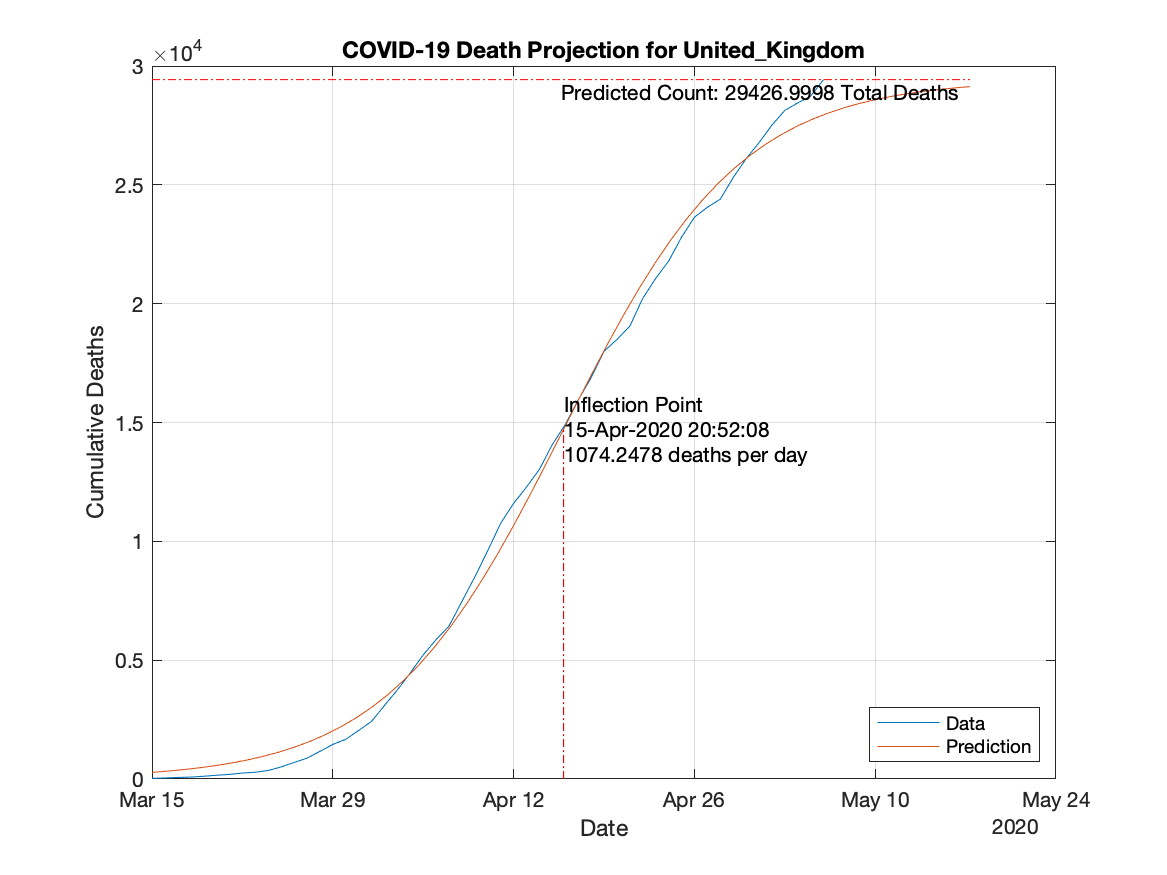 COVID-19 Death Projection for United_Kingdom
×10⁴
3
Predicted Count: 29426.9998 Total Deaths
2.5
2
Inflection Point
1.5
15-Apr-2020 20:52:08
1074.2478 deaths per day
Cumulative Deaths
1
0.5
Data
Prediction
0
Mar 15 Mar 29 Apr 12 Apr 26 May 10 May 24
Date
2020